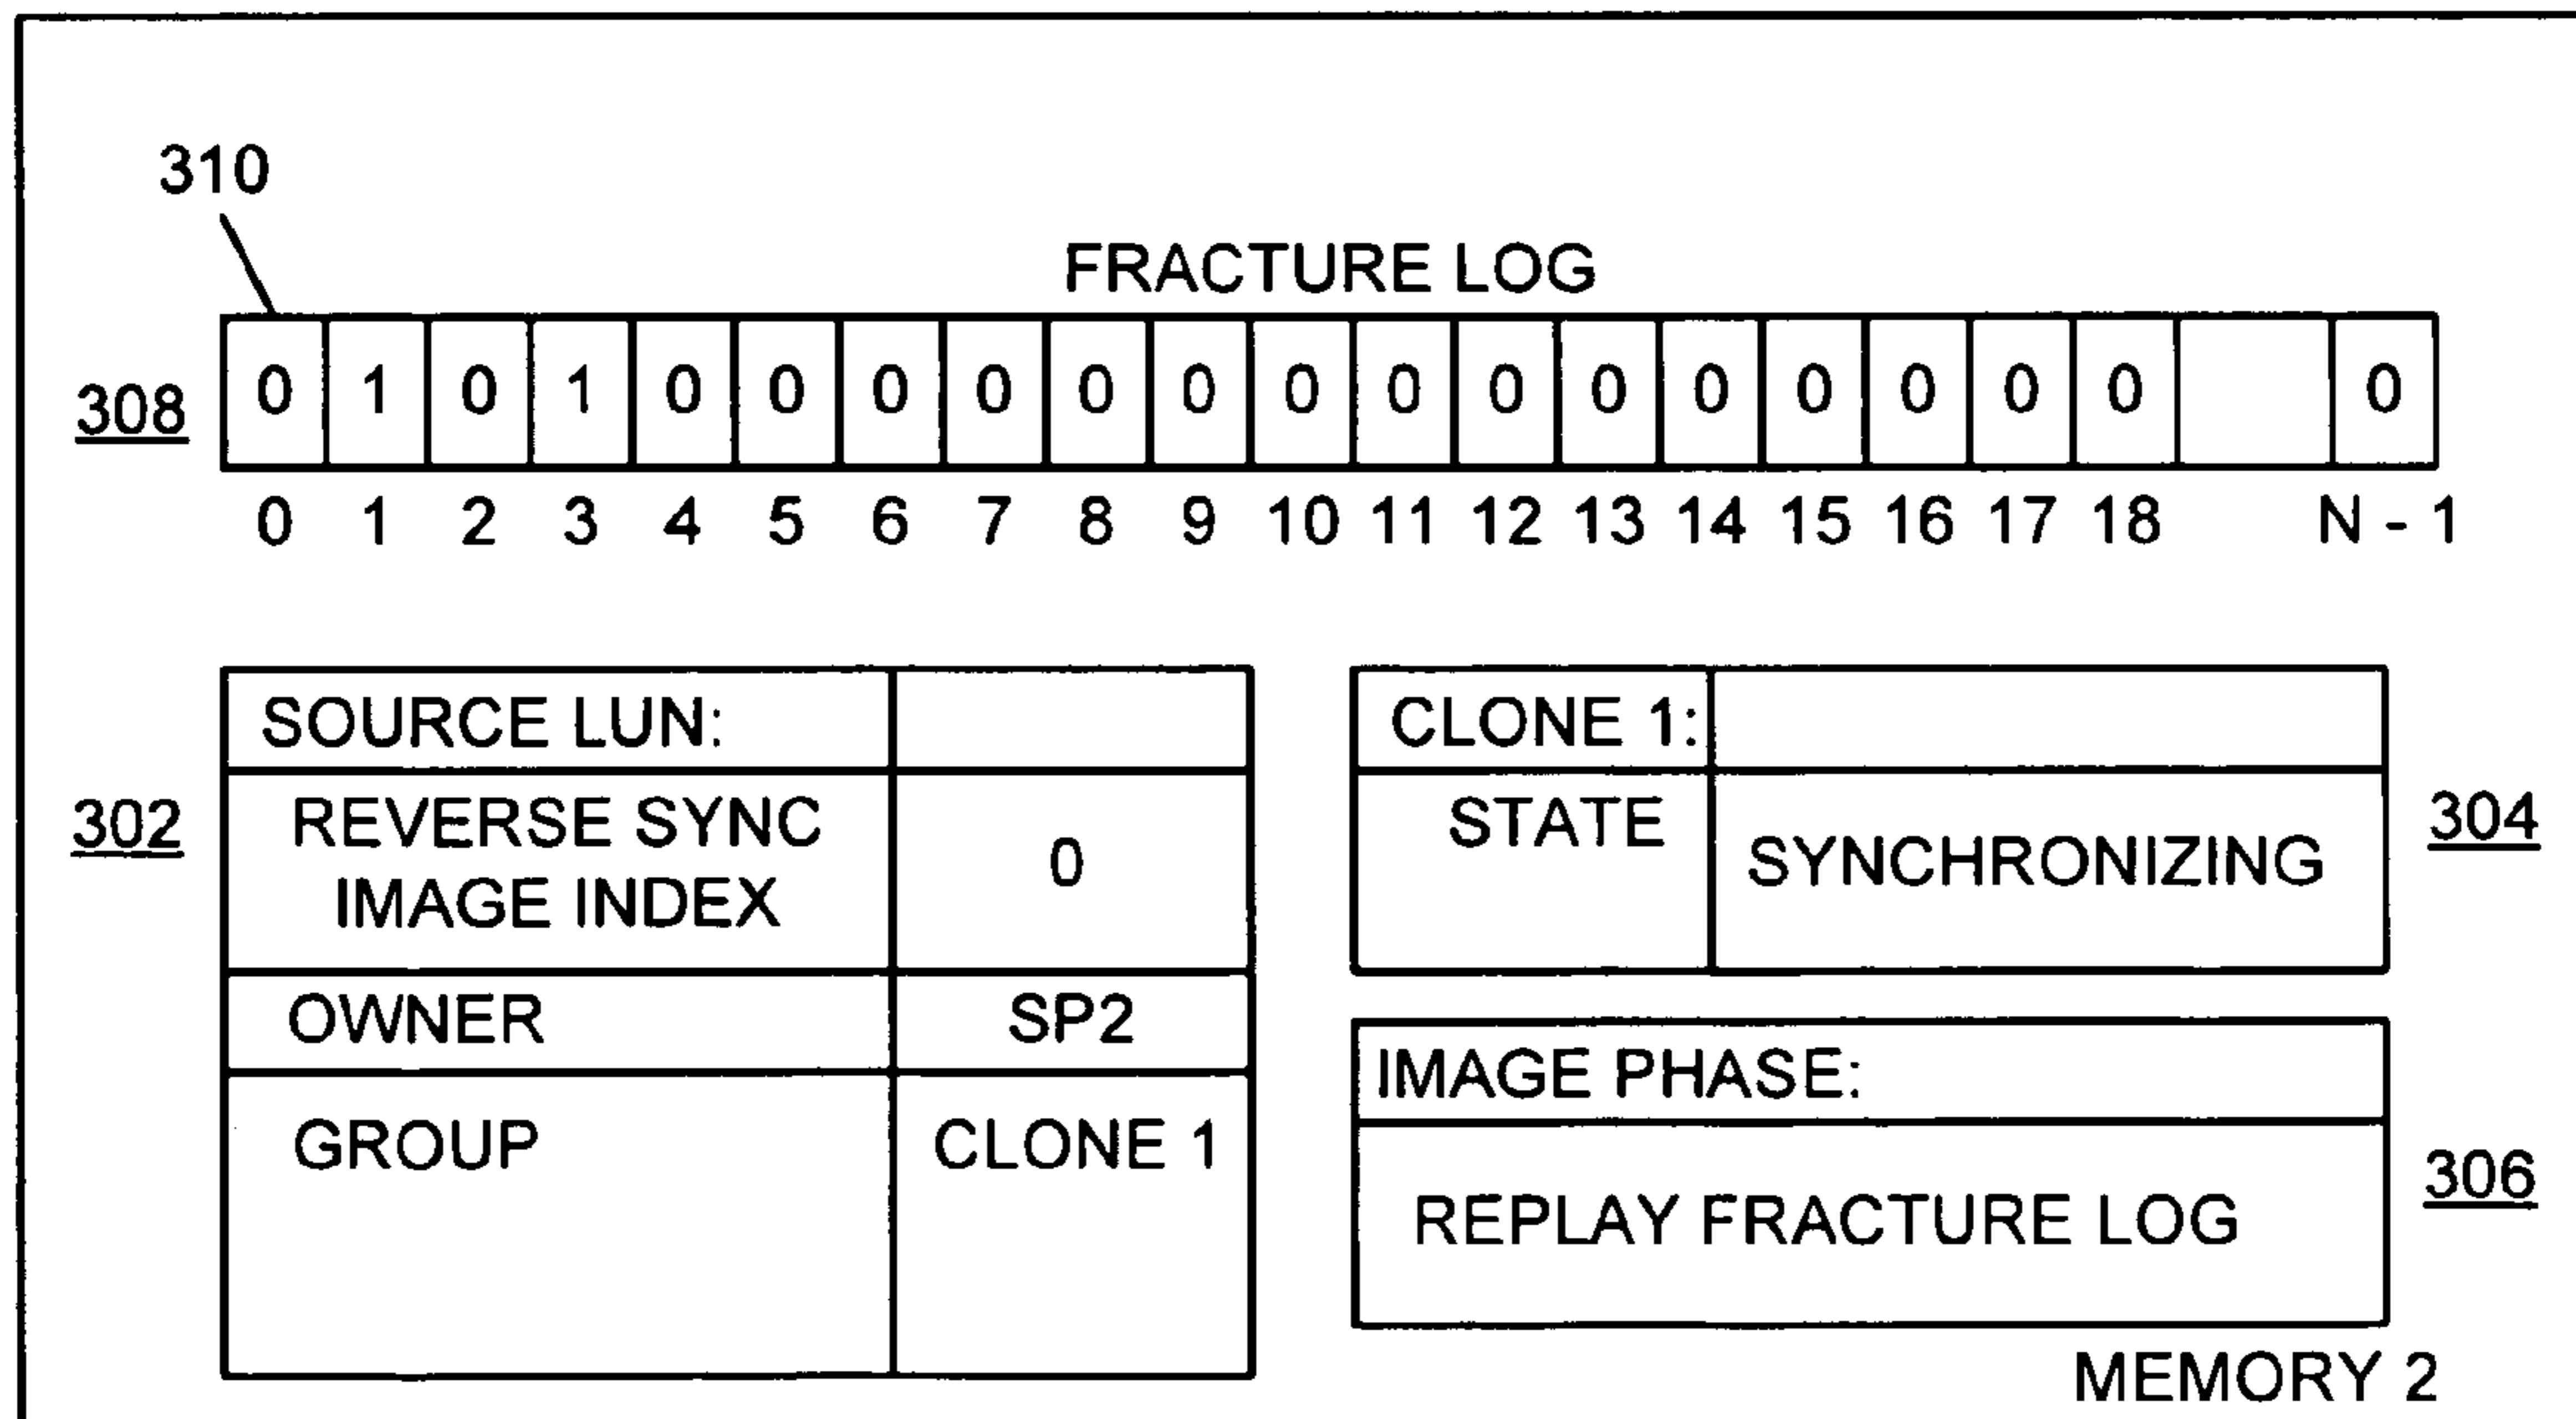 310
FRACTURE LOG
308 0 1 0 1 0 0 0 0 0 0 0 0 0 0 0 0 0 0 0 0
0 1 2 3 4 5 6 7 8 9 10 11 12 13 14 15 16 17 18 N - 1
302
SOURCE LUN:
REVERSE SYNC
IMAGE INDEX
0
OWNER SP2
GROUP CLONE 1
CLONE 1:
STATE
SYNCHRONIZING
304
IMAGE PHASE:
REPLAY FRACTURE LOG
306
MEMORY 2